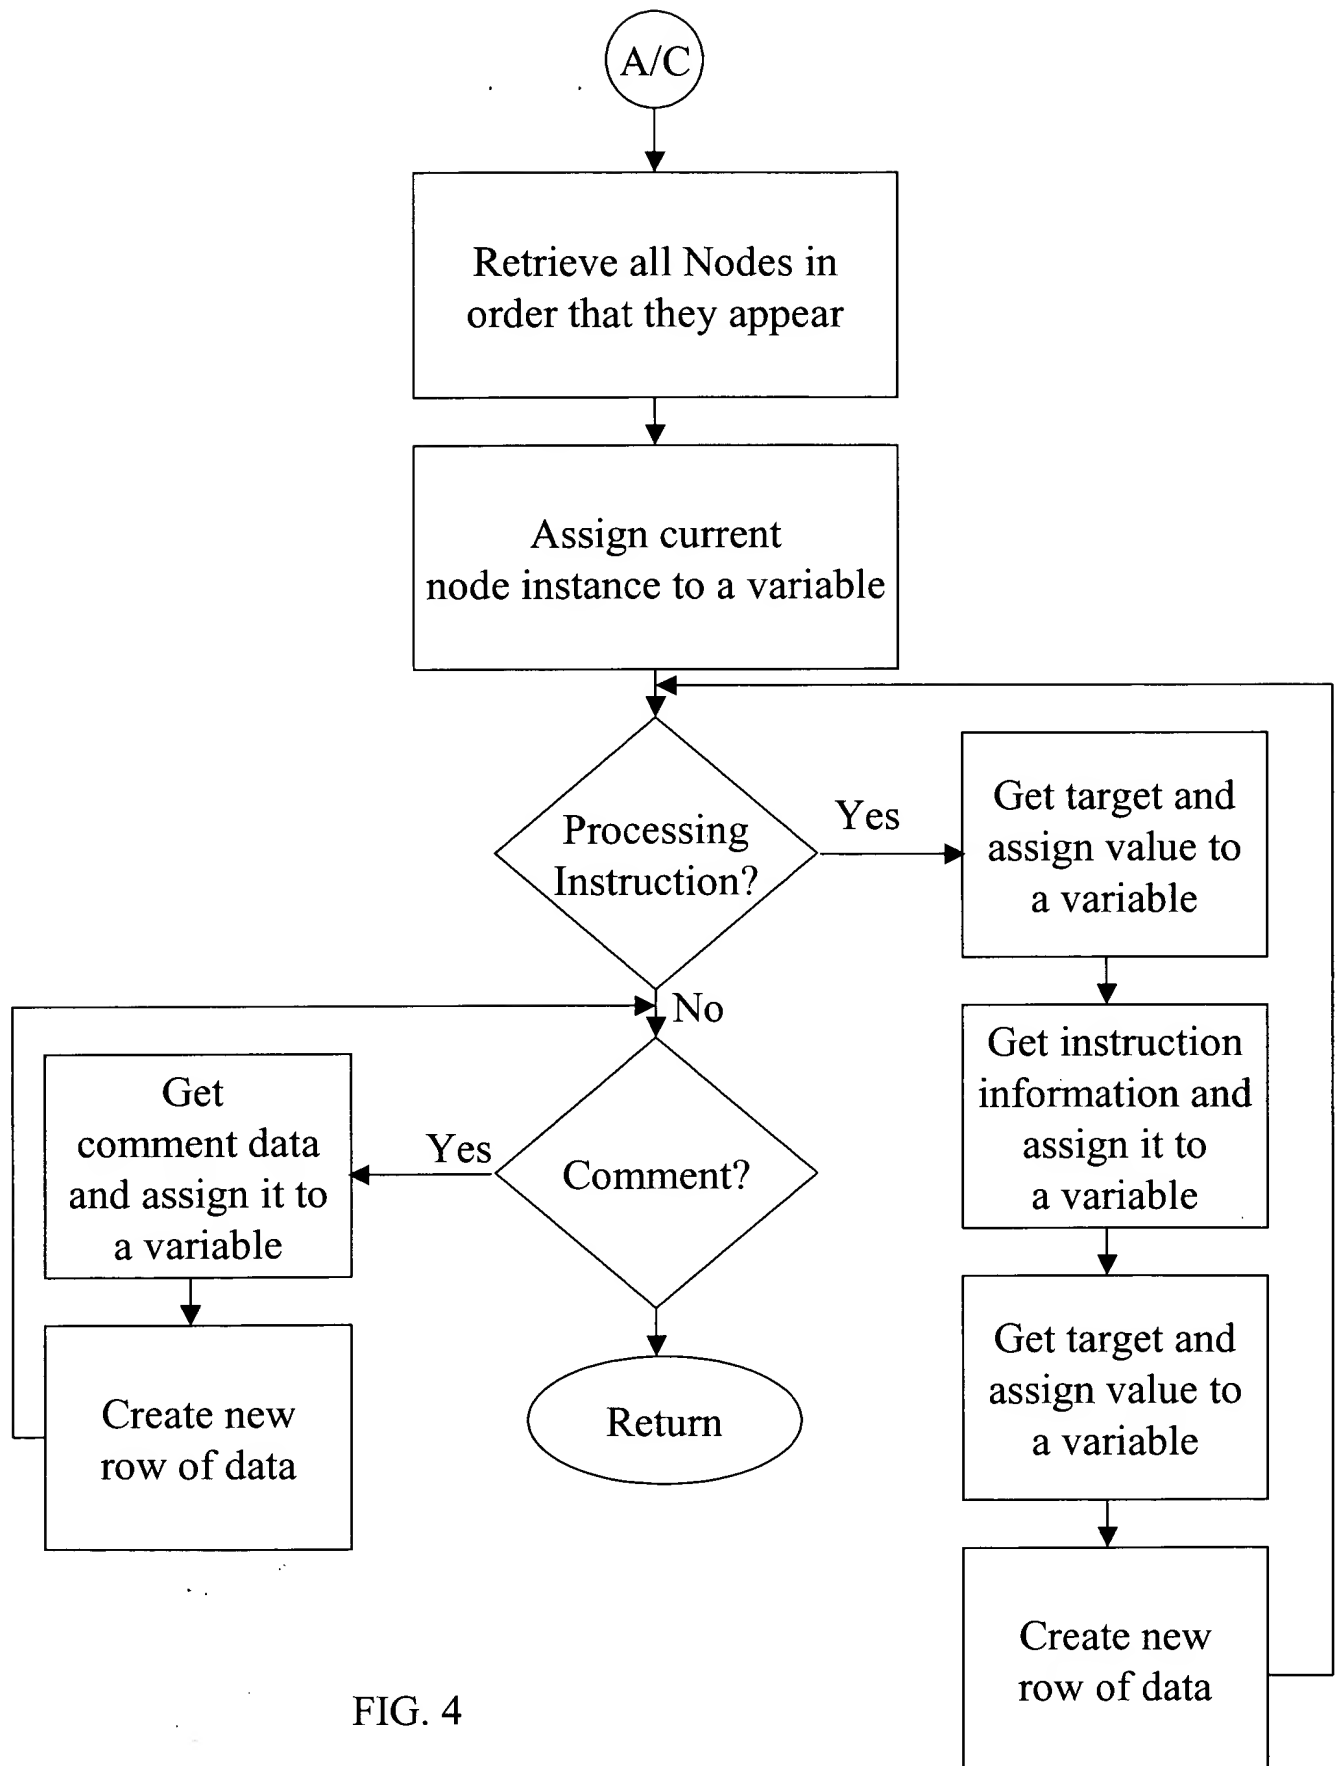 A/C
Retrieve all Nodes in
order that they appear
Assign current
node instance to a variable
Processing
Instruction?
Yes
Get target and
assign value to
a variable
No
Get instruction
information and
assign it to
a variable
Comment?
Yes
Get
comment data
and assign it to
a variable
Get target and
assign value to
a variable
Return
Create new
row of data
Create new
row of data
FIG. 4